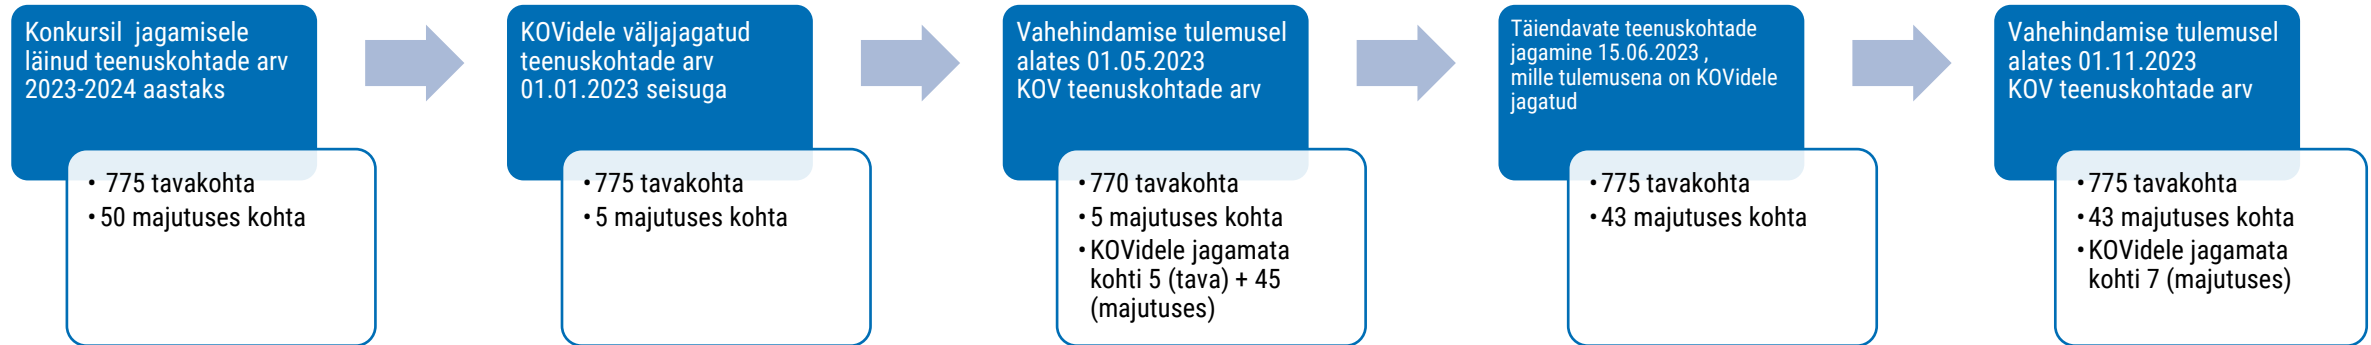 Konkursil jagamisele
läinud teenuskohtade arv
2023-2024 aastaks
• 775 tavakohta
• 50 majutuses kohta
KOVidele väljajagatud
teenuskohtade arv
01.01.2023 seisuga
• 775 tavakohta
• 5 majutuses kohta
Vahehindamise tulemusel
alates 01.05.2023
KOV teenuskohtade arv
• 770 tavakohta
• 5 majutuses kohta
• KOVidele jagamata
kohti 5 (tava) + 45
(majutuses)
Täiendavate teenuskohtade
jagamine 15.06.2023 ,
mille tulemusena on KOVidele
jagatud
• 775 tavakohta
• 43 majutuses kohta
Vahehindamise tulemusel
alates 01.11.2023
KOV teenuskohtade arv
• 775 tavakohta
• 43 majutuses kohta
• KOVidele jagamata
kohti 7 (majutuses)